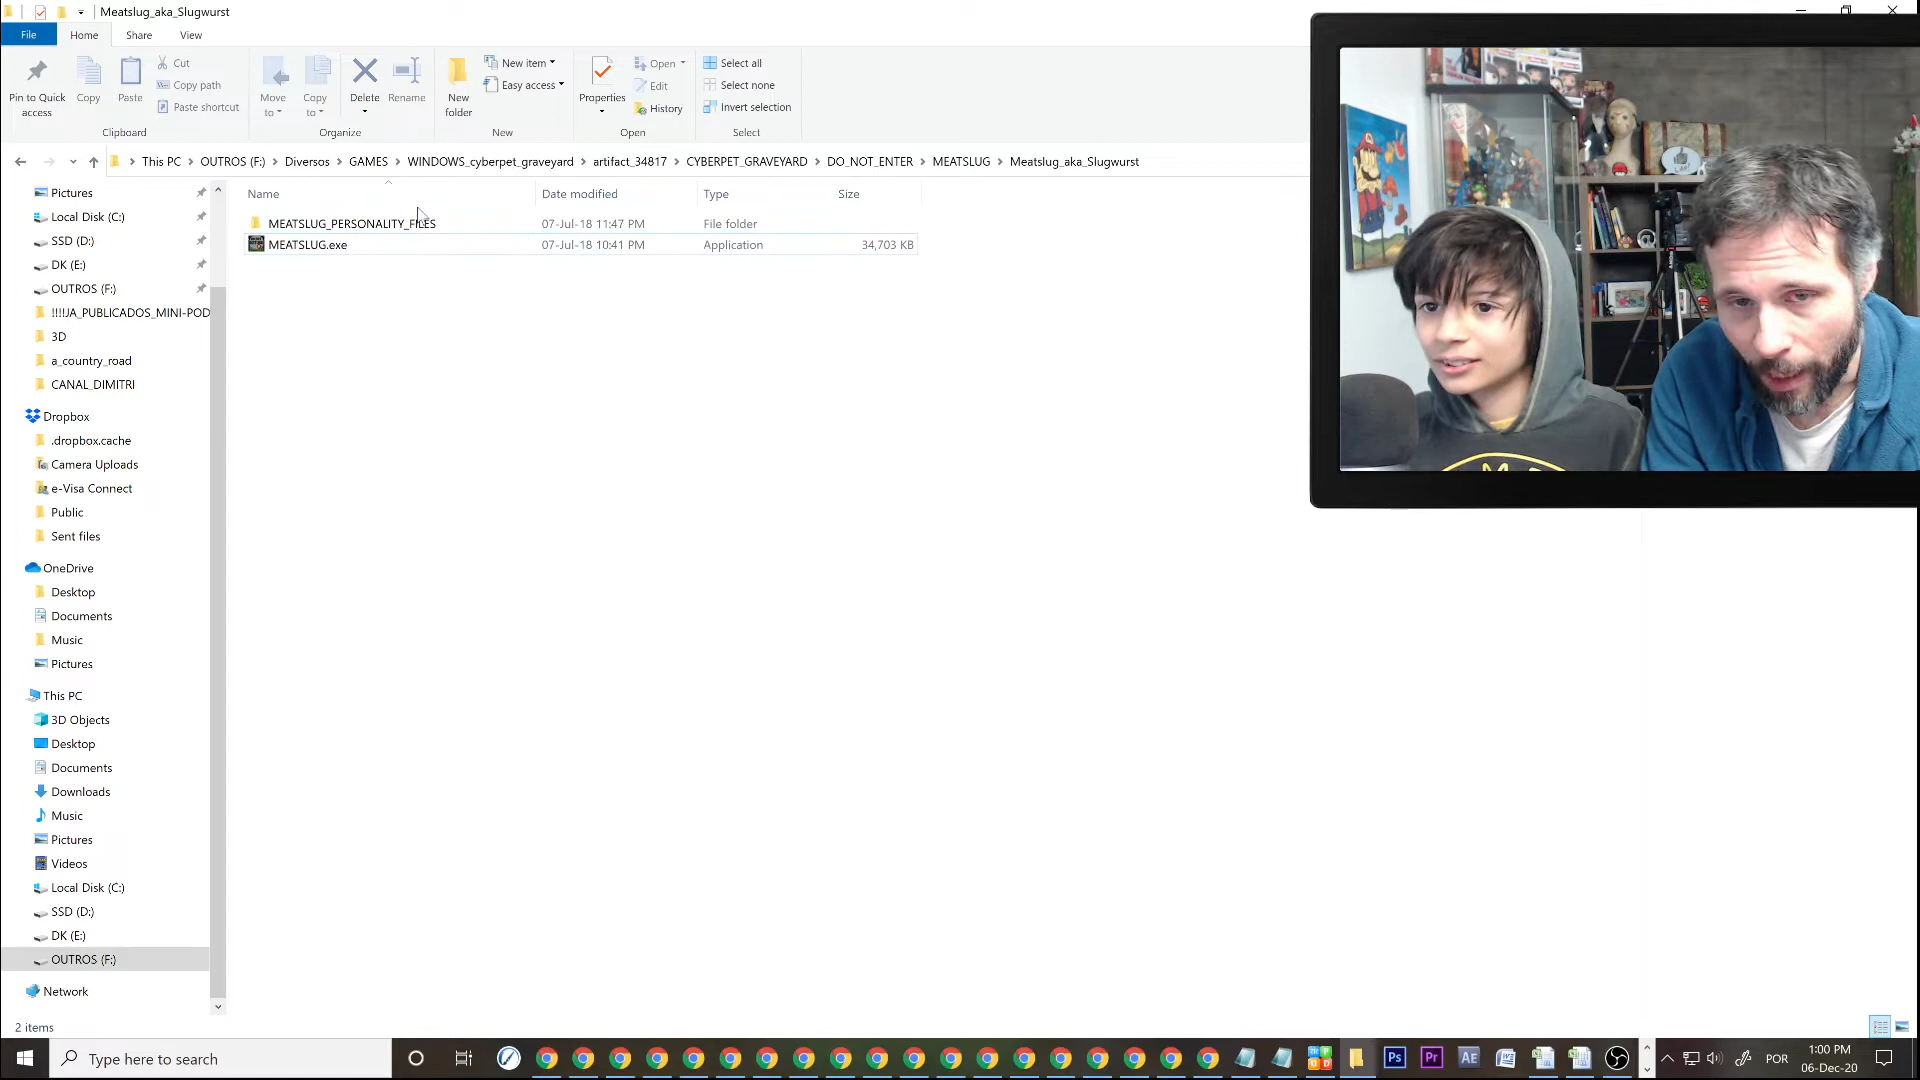 Meatslug_aka_Slugwurst
File Home Share View
Pin to Quick access
Copy
Paste
Cut
Copy path
Paste shortcut
Clipboard
Move to
Copy to
Delete
Rename
Organize
New folder
New item
Easy access
New
Properties
Open
Edit
History
Open
Select all
Select none
Invert selection
Select
This PC > OUTROS (F:) > Diversos > GAMES > WINDOWS_cyberpet_graveyard > artifact_34817 > CYBERPET_GRAVEYARD > DO_NOT_ENTER > MEATSLUG > Meatslug_aka_Slugwurst
Name Date modified Type Size
MEATSLUG_PERSONALITY_FILES 07-Jul-18 11:47 PM File folder
MEATSLUG.exe 07-Jul-18 10:41 PM Application 34,703 KB
Pictures
Local Disk (C:)
SSD (D:)
DK (E:)
OUTROS (F:)
!!!!JA_PUBLICADOS_MINI-POD
3D
a_country_road
CANAL_DIMITRI
Dropbox
.dropbox.cache
Camera Uploads
e-Visa Connect
Public
Sent files
OneDrive
Desktop
Documents
Music
Pictures
This PC
3D Objects
Desktop
Documents
Downloads
Music
Pictures
Videos
Local Disk (C:)
SSD (D:)
DK (E:)
OUTROS (F:)
Network
2 items
Type here to search
Ps Pr Ae
POR
1:00 PM
06-Dec-20